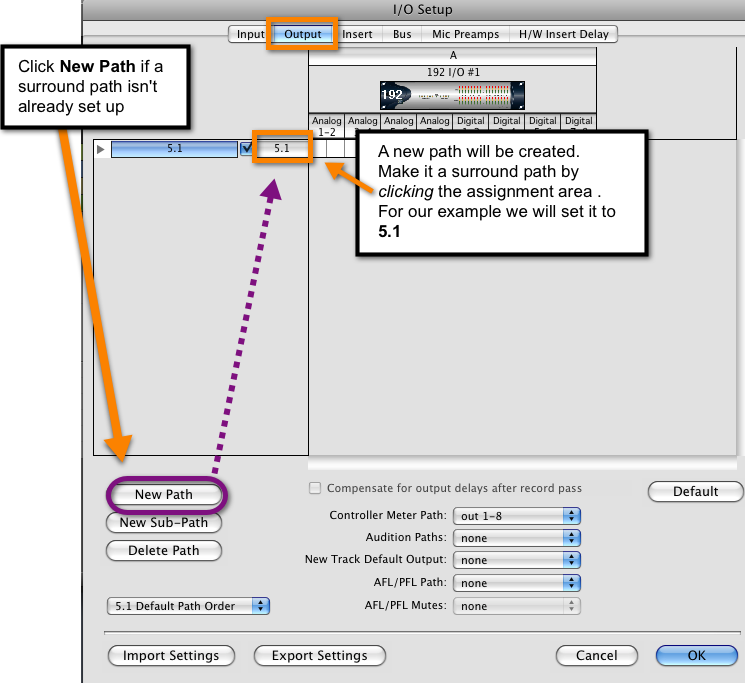 I/O Setup
Input Output Insert Bus Mic Preamps H/W Insert Delay
Click New Path if a
surround path isn't
already set up
A
192 I/O #1
192
Analog Analog Analog Analog Digital Digital Digital Digital
1-2
5.1 5.1
A new path will be created.
Make it a surround path by
clicking the assignment area .
For our example we will set it to
5.1
New Path
New Sub-Path
Delete Path
5.1 Default Path Order
Compensate for output delays after record pass
Default
Controller Meter Path: out 1-8
Audition Paths: none
New Track Default Output: none
AFL/PFL Path: none
AFL/PFL Mutes: none
Import Settings Export Settings Cancel OK